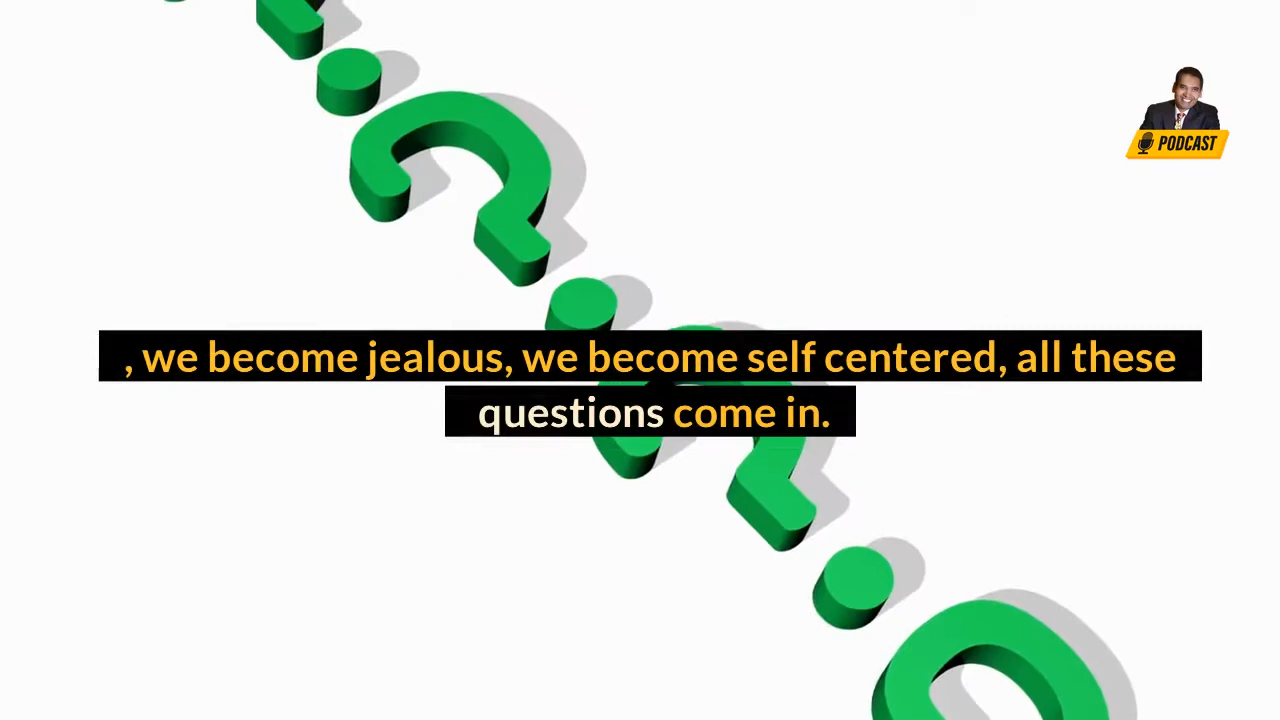 PODCAST
, we become jealous, we become self centered, all these
questions come in.